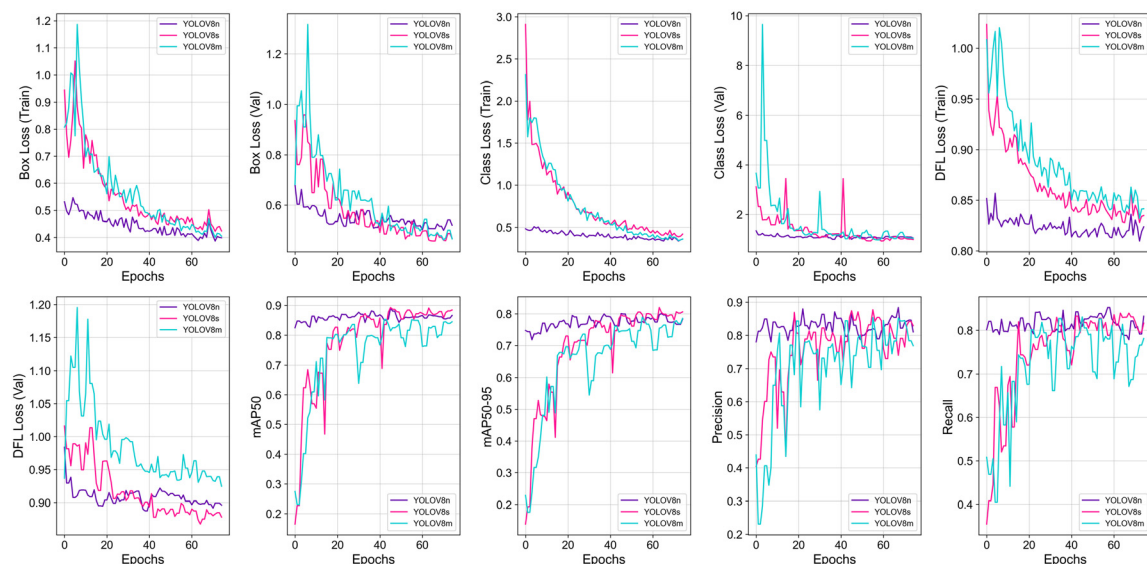 Box Loss (Train)
1.2
1.1
1.0
0.9
0.8
0.7
0.6
0.5
0.4
0
20
40
60
Epochs
YOLOV8n
YOLOV8s
YOLOV8m
Box Loss (Val)
1.2
1.0
0.8
0.6
0
20
40
60
Epochs
YOLOV8n
YOLOV8s
YOLOV8m
Class Loss (Train)
3.0
2.5
2.0
1.5
1.0
0.5
0
20
40
60
Epochs
YOLOV8n
YOLOV8s
YOLOV8m
Class Loss (Val)
10
8
6
4
2
0
20
40
60
Epochs
YOLOV8n
YOLOV8s
YOLOV8m
DFL Loss (Train)
1.00
0.95
0.90
0.85
0.80
0
20
40
60
Epochs
YOLOV8n
YOLOV8s
YOLOV8m
DFL Loss (Val)
1.20
1.15
1.10
1.05
1.00
0.95
0.90
0
20
40
60
Epochs
YOLOV8n
YOLOV8s
YOLOV8m
mAP50
0.9
0.8
0.7
0.6
0.5
0.4
0.3
0.2
0
20
40
60
Epochs
YOLOV8n
YOLOV8s
YOLOV8m
mAP50-95
0.8
0.7
0.6
0.5
0.4
0.3
0.2
0
20
40
60
Epochs
YOLOV8n
YOLOV8s
YOLOV8m
Precision
0.9
0.8
0.7
0.6
0.5
0.4
0.3
0.2
0
20
40
60
Epochs
YOLOV8n
YOLOV8s
YOLOV8m
Recall
0.8
0.7
0.6
0.5
0.4
0
20
40
60
Epochs
YOLOV8n
YOLOV8s
YOLOV8m